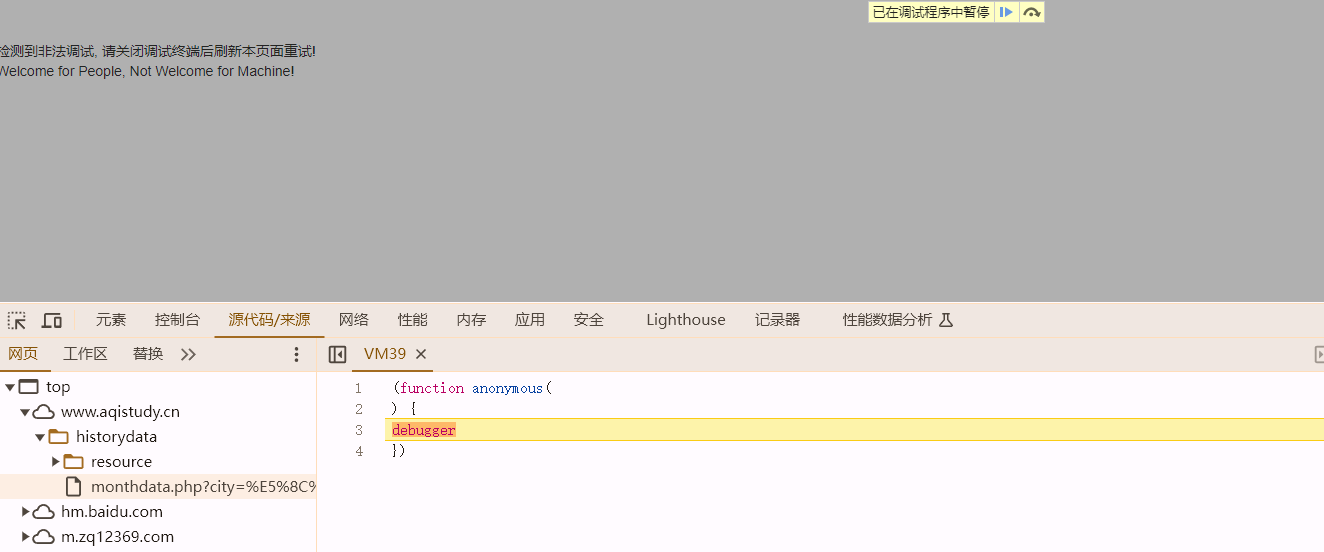 已在调试程序中暂停
检测到非法调试, 请关闭调试终端后刷新本页面重试!
Welcome for People, Not Welcome for Machine!
元素 控制台 源代码/来源 网络 性能 内存 应用 安全 Lighthouse 记录器 性能数据分析
网页 工作区 替换 VM39
top
www.aqistudy.cn
historydata
resource
monthdata.php?city=%E5%8C%
hm.baidu.com
m.zq12369.com
1 (function anonymous(
2 ) {
3 debugger
4 })